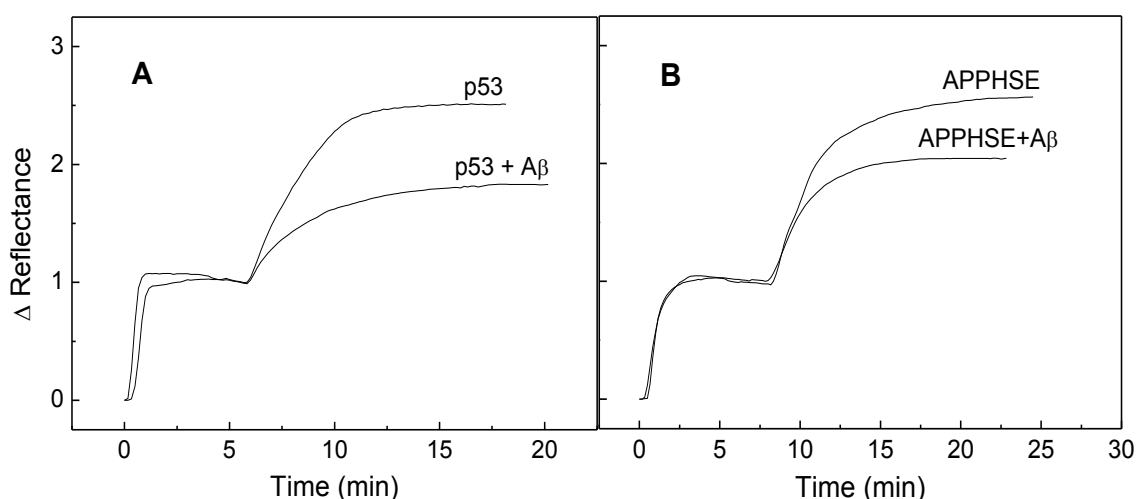 A
B
p53
p53 + Aβ
APPHSE
APPHSE+Aβ
Δ Reflectance
3
2
1
0
0 5 10 15 20
0 5 10 15 20 25 30
Time (min)
Time (min)